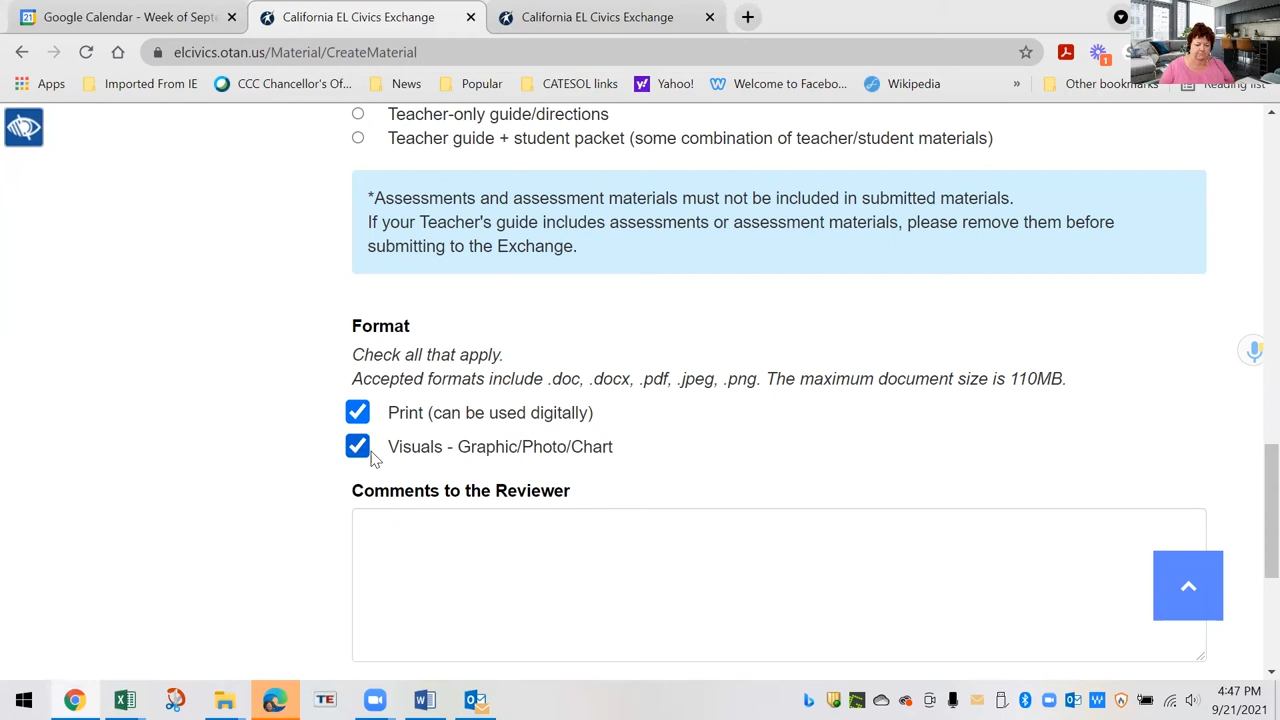 Google Calendar - Week of Sept
California EL Civics Exchange
California EL Civics Exchange
elcivics.otan.us/Material/CreateMaterial
Apps
Imported From IE
CCC Chancellor's Of...
News
Popular
CATESOL links
Yahoo!
Welcome to Facebo...
Wikipedia
»
Other bookmarks
Reading list
Teacher-only guide/directions
Teacher guide + student packet (some combination of teacher/student materials)
*Assessments and assessment materials must not be included in submitted materials.
If your Teacher's guide includes assessments or assessment materials, please remove them before
submitting to the Exchange.
Format
Check all that apply.
Accepted formats include .doc, .docx, .pdf, .jpeg, .png. The maximum document size is 110MB.
Print (can be used digitally)
Visuals - Graphic/Photo/Chart
Comments to the Reviewer
TE
4:47 PM
9/21/2021